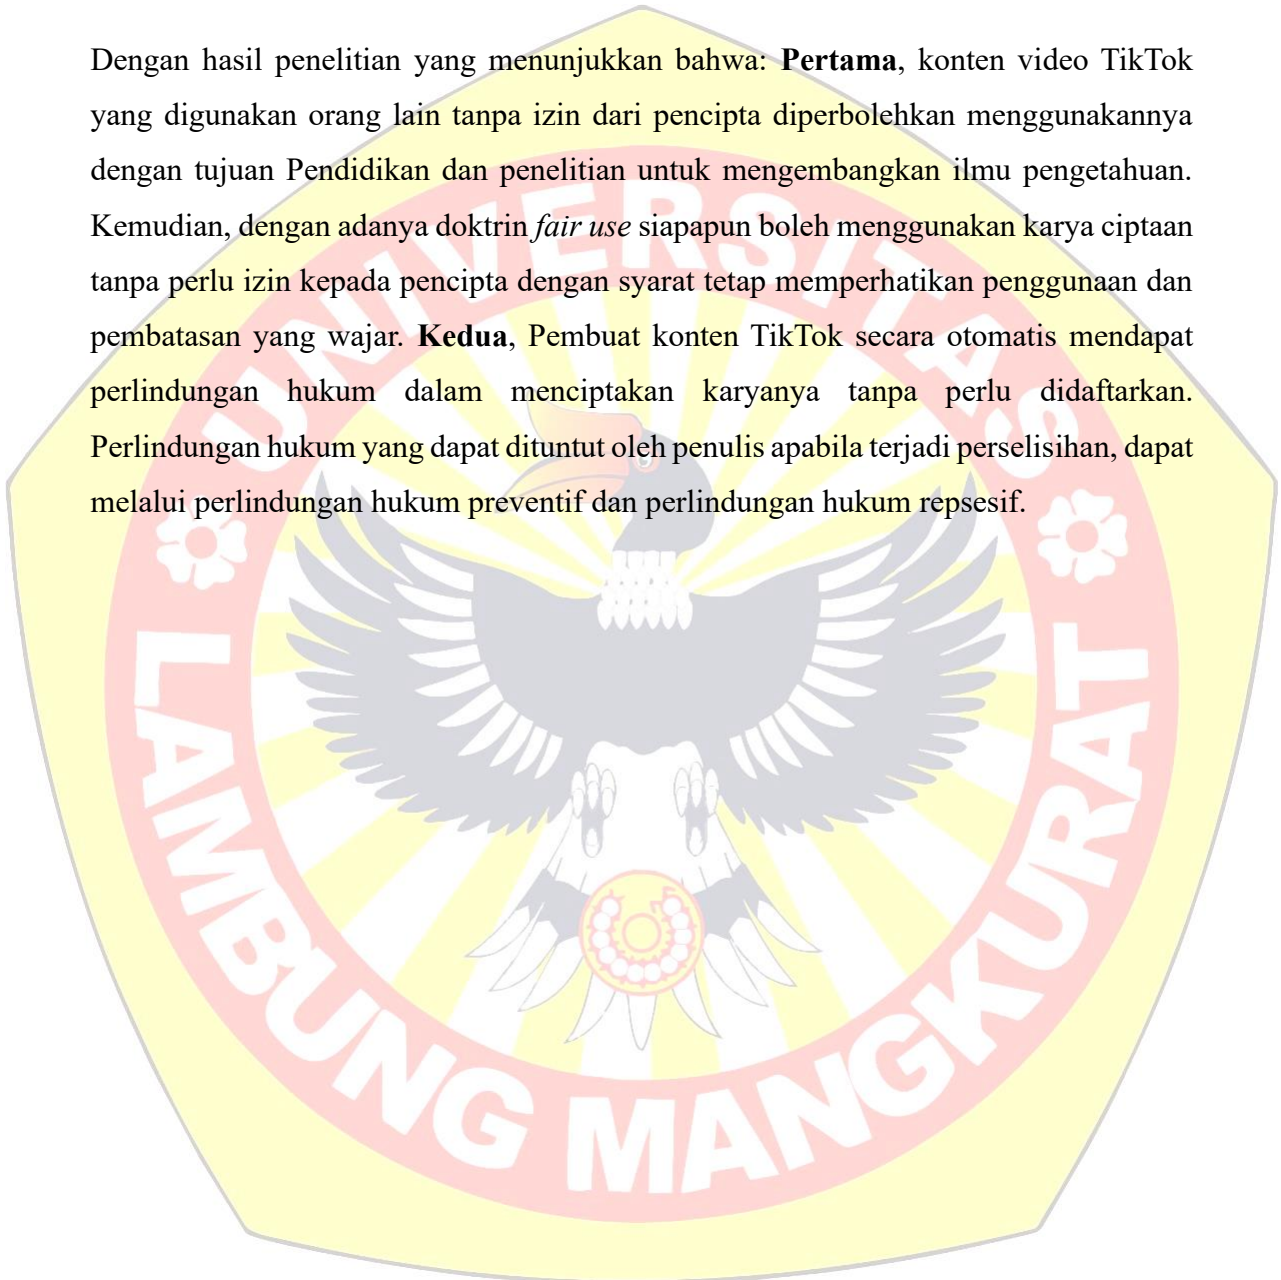 Dengan hasil penelitian yang menunjukkan bahwa: Pertama, konten video TikTok
yang digunakan orang lain tanpa izin dari pencipta diperbolehkan menggunakannya
dengan tujuan Pendidikan dan penelitian untuk mengembangkan ilmu pengetahuan.
Kemudian, dengan adanya doktrin fair use siapapun boleh menggunakan karya ciptaan
tanpa perlu izin kepada pencipta dengan syarat tetap memperhatikan penggunaan dan
pembatasan yang wajar. Kedua, Pembuat konten TikTok secara otomatis mendapat
perlindungan hukum dalam menciptakan karyanya tanpa perlu didaftarkan.
Perlindungan hukum yang dapat dituntut oleh penulis apabila terjadi perselisihan, dapat
melalui perlindungan hukum preventif dan perlindungan hukum repsesif.
UNIVERSITAS
LAMBUNG MANGKURAT